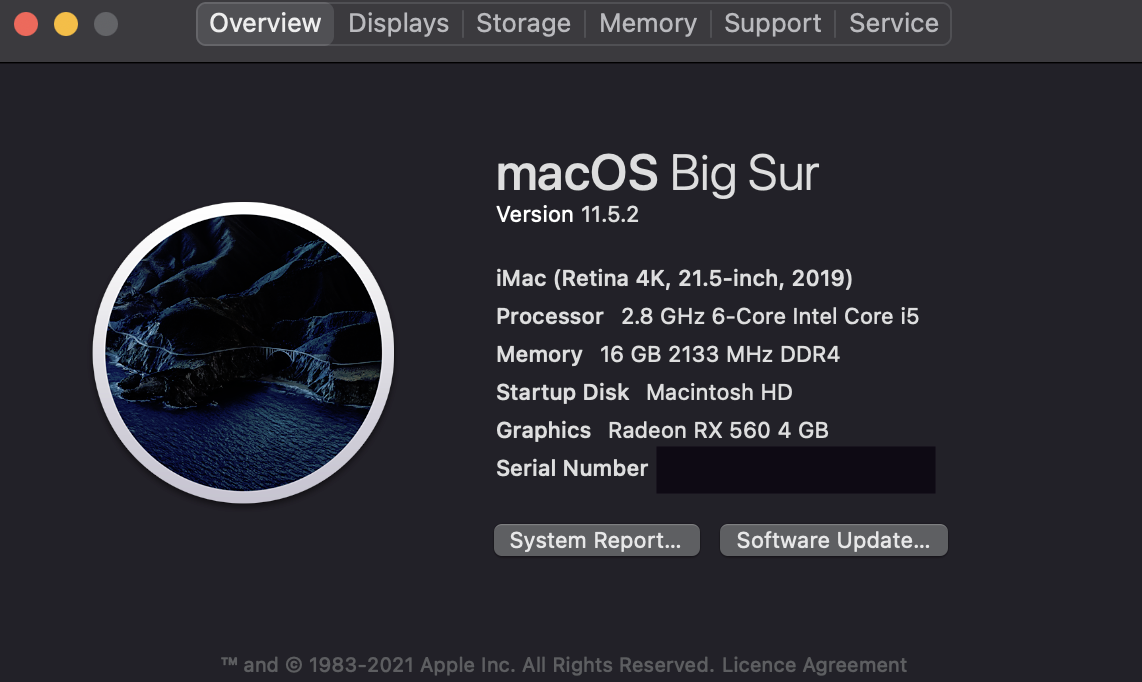 Overview Displays Storage Memory Support Service
macOS Big Sur
Version 11.5.2
iMac (Retina 4K, 21.5-inch, 2019)
Processor 2.8 GHz 6-Core Intel Core i5
Memory 16 GB 2133 MHz DDR4
Startup Disk Macintosh HD
Graphics Radeon RX 560 4 GB
Serial Number
System Report... Software Update...
™ and © 1983-2021 Apple Inc. All Rights Reserved. Licence Agreement